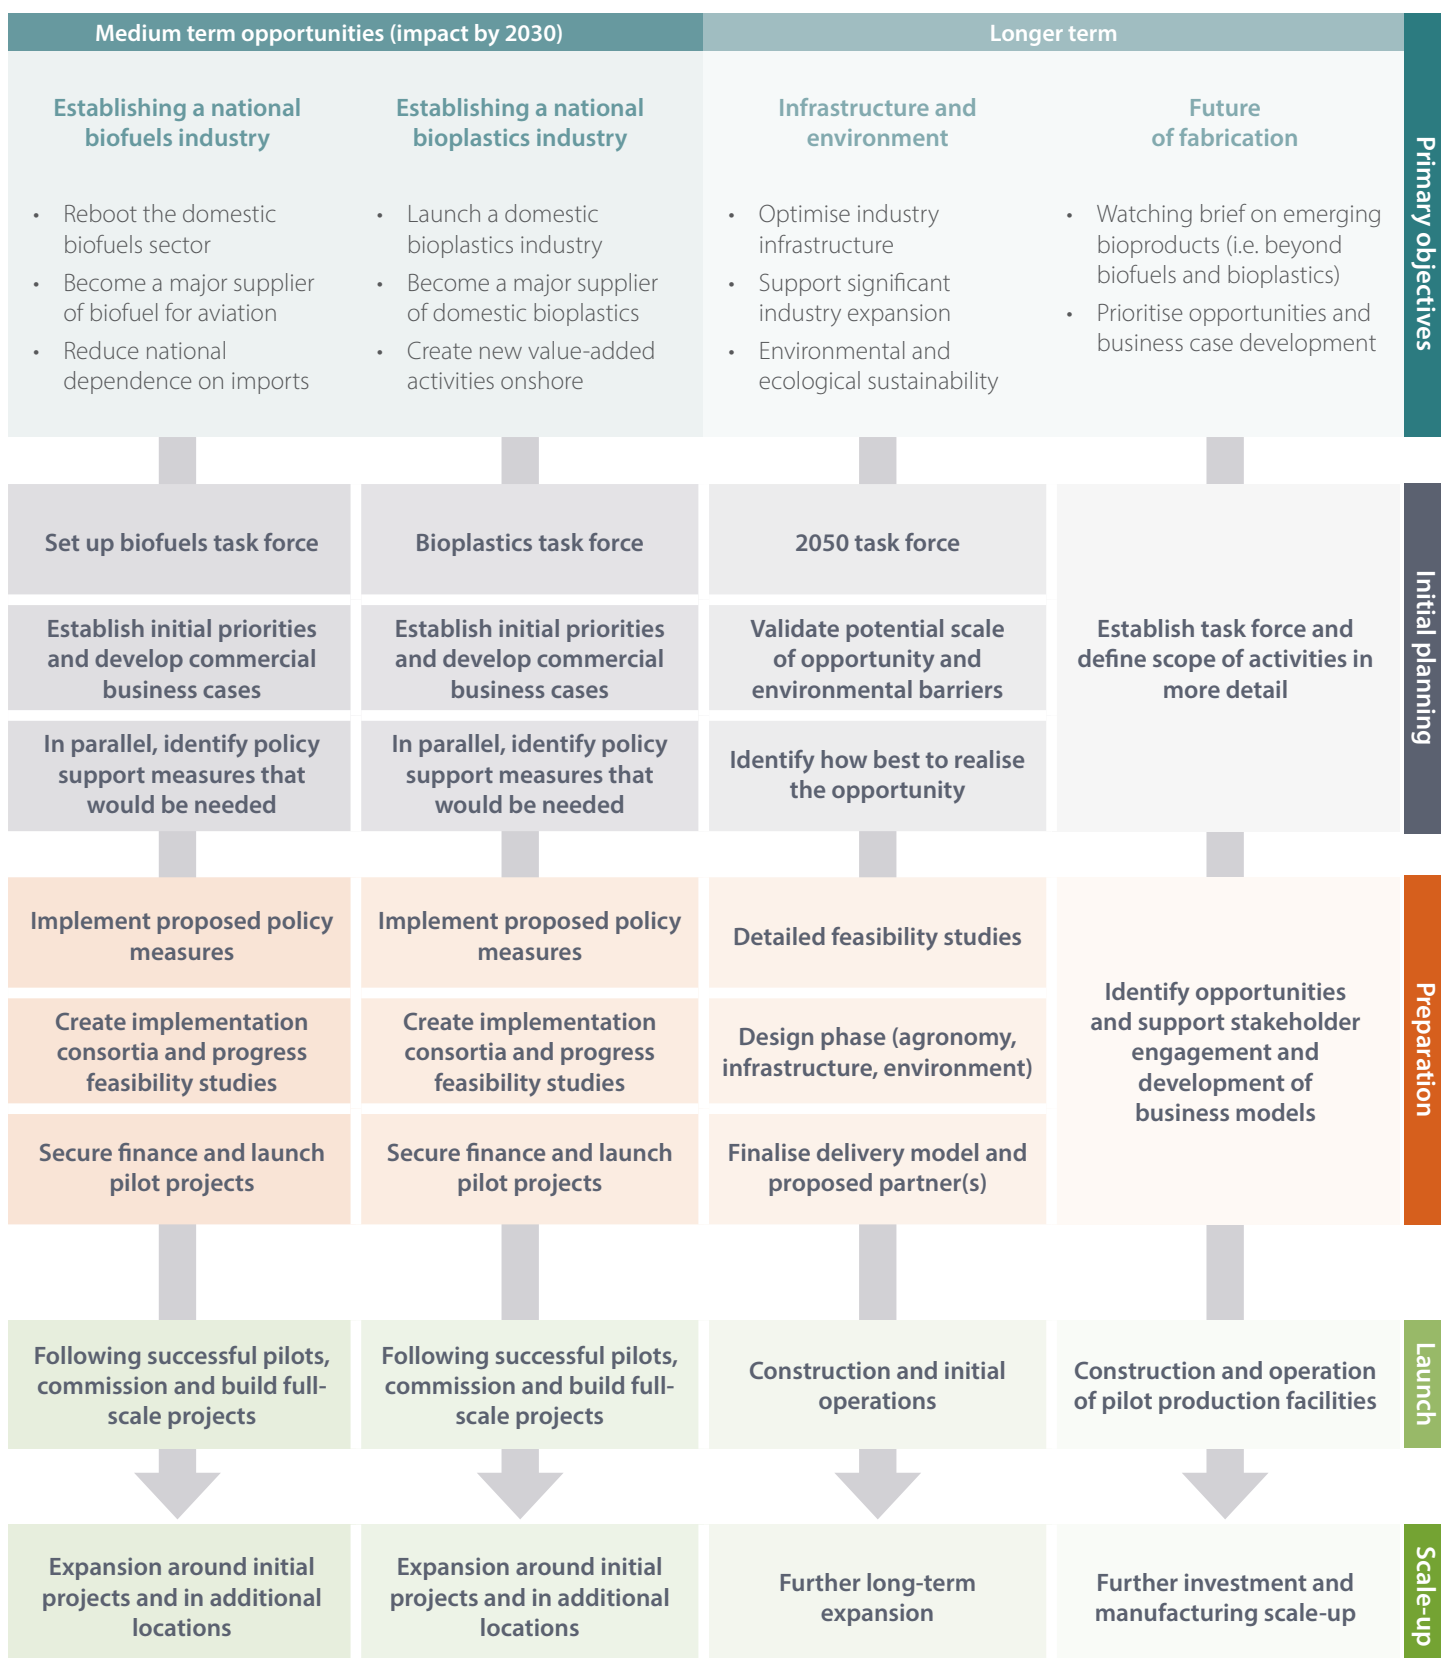 Medium term opportunities (impact by 2030)
Longer term
Primary objectives
Establishing a national
biofuels industry
• Reboot the domestic
biofuels sector
• Become a major supplier
of biofuel for aviation
• Reduce national
dependence on imports
Establishing a national
bioplastics industry
• Launch a domestic
bioplastics industry
• Become a major supplier
of domestic bioplastics
• Create new value-added
activities onshore
Infrastructure and
environment
• Optimise industry
infrastructure
• Support significant
industry expansion
• Environmental and
ecological sustainability
Future
of fabrication
• Watching brief on emerging
bioproducts (i.e. beyond
biofuels and bioplastics)
• Prioritise opportunities and
business case development
Initial planning
Set up biofuels task force
Establish initial priorities
and develop commercial
business cases
In parallel, identify policy
support measures that
would be needed
Bioplastics task force
Establish initial priorities
and develop commercial
business cases
In parallel, identify policy
support measures that
would be needed
2050 task force
Validate potential scale
of opportunity and
environmental barriers
Identify how best to realise
the opportunity
Establish task force and
define scope of activities in
more detail
Preparation
Implement proposed policy
measures
Create implementation
consortia and progress
feasibility studies
Secure finance and launch
pilot projects
Implement proposed policy
measures
Create implementation
consortia and progress
feasibility studies
Secure finance and launch
pilot projects
Detailed feasibility studies
Design phase (agronomy,
infrastructure, environment)
Finalise delivery model and
proposed partner(s)
Identify opportunities
and support stakeholder
engagement and
development of
business models
Launch
Following successful pilots,
commission and build full-
scale projects
Following successful pilots,
commission and build full-
scale projects
Construction and initial
operations
Construction and operation
of pilot production facilities
Scale-up
Expansion around initial
projects and in additional
locations
Expansion around initial
projects and in additional
locations
Further long-term
expansion
Further investment and
manufacturing scale-up